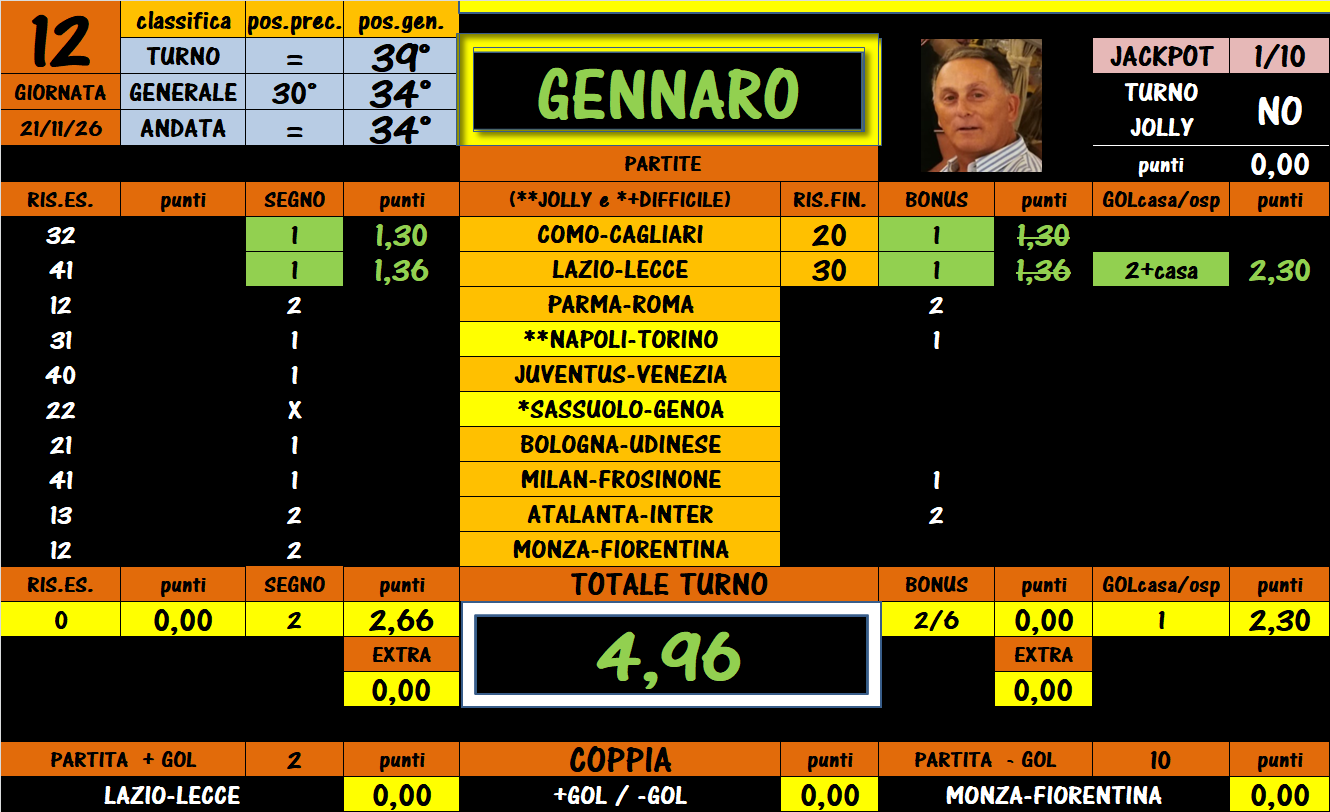 12 classifica pos.prec. pos.gen.
TURNO = 39° GENNARO JACKPOT 1/10
GIORNATA GENERALE 30° 34° TURNO JOLLY NO
21/11/26 ANDATA = 34°
PARTITE punti 0,00
RIS.ES. punti SEGNO punti (**JOLLY e *+DIFFICILE) RIS.FIN. BONUS punti GOLcasa/osp punti
32 1 1,30 COMO-CAGLIARI 20 1 1,30
41 1 1,36 LAZIO-LECCE 30 1 1,36 2+casa 2,30
12 2 PARMA-ROMA 2
31 1 **NAPOLI-TORINO 1
40 1 JUVENTUS-VENEZIA
22 X *SASSUOLO-GENOA
21 1 BOLOGNA-UDINESE
41 1 MILAN-FROSINONE 1
13 2 ATALANTA-INTER 2
12 2 MONZA-FIORENTINA
RIS.ES. punti SEGNO punti TOTALE TURNO BONUS punti GOLcasa/osp punti
0 0,00 2 2,66 4,96 2/6 0,00 1 2,30
EXTRA EXTRA
0,00 0,00
PARTITA + GOL 2 punti COPPIA punti PARTITA - GOL 10 punti
LAZIO-LECCE 0,00 +GOL / -GOL 0,00 MONZA-FIORENTINA 0,00